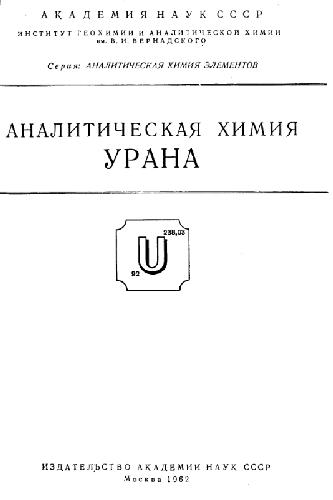 АКАДЕМИЯ НАУК СССР
ИНСТИТУТ ГЕОХИМИИ И АНАЛИТИЧЕСКОЙ ХИМИИ
им. В. И. ВЕРНАДСКОГО
Серия: АНАЛИТИЧЕСКАЯ ХИМИЯ ЭЛЕМЕНТОВ
АНАЛИТИЧЕСКАЯ ХИМИЯ
УРАНА
238,03
U
92
ИЗДАТЕЛЬСТВО АКАДЕМИИ НАУК СССР
Москва 1962